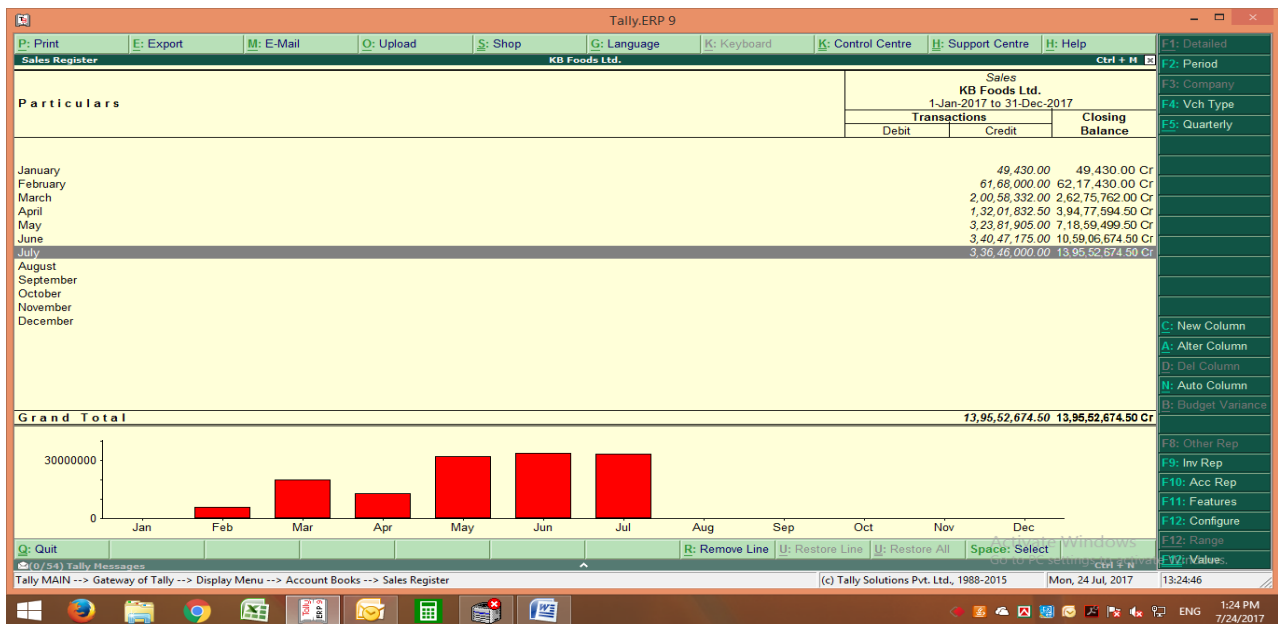 Tally.ERP 9
P: Print E: Export M: E-Mail O: Upload S: Shop G: Language K: Keyboard K: Control Centre H: Support Centre H: Help F1: Detailed
Sales Register KB Foods Ltd. Ctrl + M F2: Period
Particulars Sales F3: Company
KB Foods Ltd.
1-Jan-2017 to 31-Dec-2017 F4: Vch Type
Transactions Closing
Debit Credit Balance F5: Quarterly
January 49,430.00 49,430.00 Cr
February 61,68,000.00 62,17,430.00 Cr
March 2,00,58,332.00 2,62,75,762.00 Cr
April 1,32,01,832.50 3,94,77,594.50 Cr
May 3,23,81,905.00 7,18,59,499.50 Cr
June 3,40,47,175.00 10,59,06,674.50 Cr
July 3,36,46,000.00 13,95,52,674.50 Cr
August
September
October
November
December
C: New Column
A: Alter Column
D: Del Column
N: Auto Column
B: Budget Variance
Grand Total 13,95,52,674.50 13,95,52,674.50 Cr
F8: Other Rep
30000000
F9: Inv Rep
F10: Acc Rep
F11: Features
0
Jan Feb Mar Apr May Jun Jul Aug Sep Oct Nov Dec
F12: Configure
Q: Quit R: Remove Line U: Restore Line U: Restore All Space: Select
Activate Windows
F12: Range
(0/54) Tally Messages Ctrl + N
Go to PC settings to activate
F12: Value
Tally MAIN --> Gateway of Tally --> Display Menu --> Account Books --> Sales Register (c) Tally Solutions Pvt. Ltd., 1988-2015 Mon, 24 Jul, 2017 13:24:46
Tally ERP 9
ENG 1:24 PM
7/24/2017